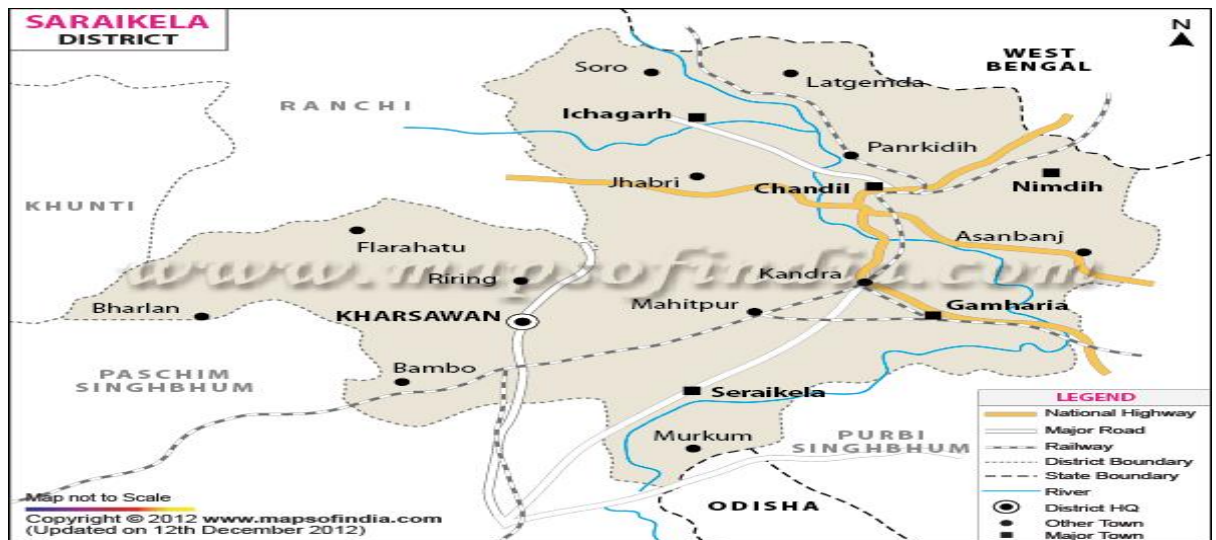 SARAIKELA
DISTRICT
N
WEST
BENGAL
Soro
Latgemda
RANCHI
Ichagarh
Panrkidih
Jhabri
Chandil
Nimdih
KHUNTI
Flarahatu
Asanbanj
www.mapsofindia.com
Riring
Kandra
Bharlan
Mahitpur
Gamharia
KHARSAWAN
PASCHIM
SINGHBHUM
Bambo
Seraikela
Murkum
PURBI
SINGHBHUM
ODISHA
LEGEND
National Highway
Major Road
Railway
District Boundary
State Boundary
River
District HQ
Other Town
Major Town
Map not to Scale
Copyright © 2012 www.mapsofindia.com
(Updated on 12th December 2012)